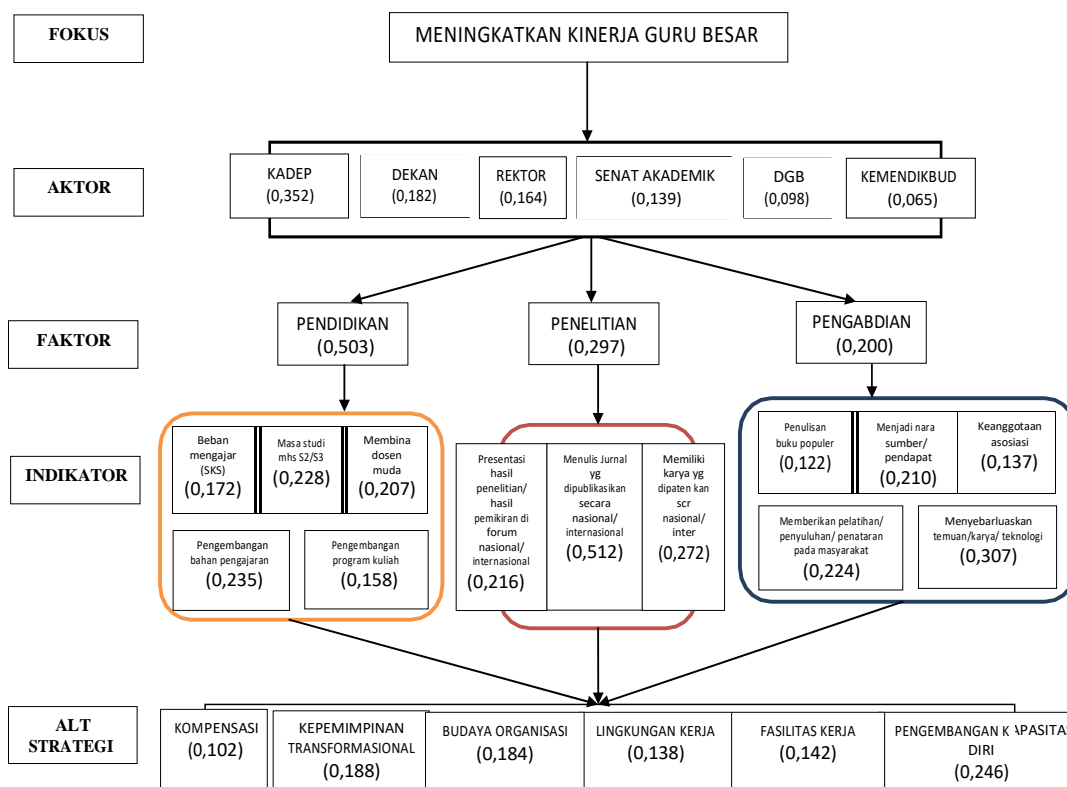 FOKUS
MENINGKATKAN KINERJA GURU BESAR
AKTOR
KADEP
(0,352)
DEKAN
(0,182)
REKTOR
(0,164)
SENAT AKADEMIK
(0,139)
DGB
(0,098)
KEMENDIKBUD
(0,065)
FAKTOR
PENDIDIKAN
(0,503)
PENELITIAN
(0,297)
PENGABDIAN
(0,200)
INDIKATOR
Beban
mengajar
(SKS)
(0,172)
Masa studi
mhs S2/S3
(0,228)
Membina
dosen
muda
(0,207)
Pengembangan
bahan pengajaran
(0,235)
Pengembangan
program kuliah
(0,158)
Presentasi
hasil
penelitian/
hasil
pemikiran di
forum
nasional/
internasional
(0,216)
Menulis Jurnal
yg
dipublikasikan
secara
nasional/
internasional
(0,512)
Memiliki
karya yg
dipaten kan
scr
nasional/
inter
(0,272)
Penulisan
buku populer
(0,122)
Menjadi nara
sumber/
pendapat
(0,210)
Keanggotaan
asosiasi
(0,137)
Memberikan pelatihan/
penyuluhan/ penataran
pada masyarakat
(0,224)
Menyebarluaskan
temuan/karya/ teknologi
(0,307)
ALT
STRATEGI
KOMPENSASI
(0,102)
KEPEMIMPINAN
TRANSFORMASIONAL
(0,188)
BUDAYA ORGANISASI
(0,184)
LINGKUNGAN KERJA
(0,138)
FASILITAS KERJA
(0,142)
PENGEMBANGAN KAPASITAS
DIRI
(0,246)